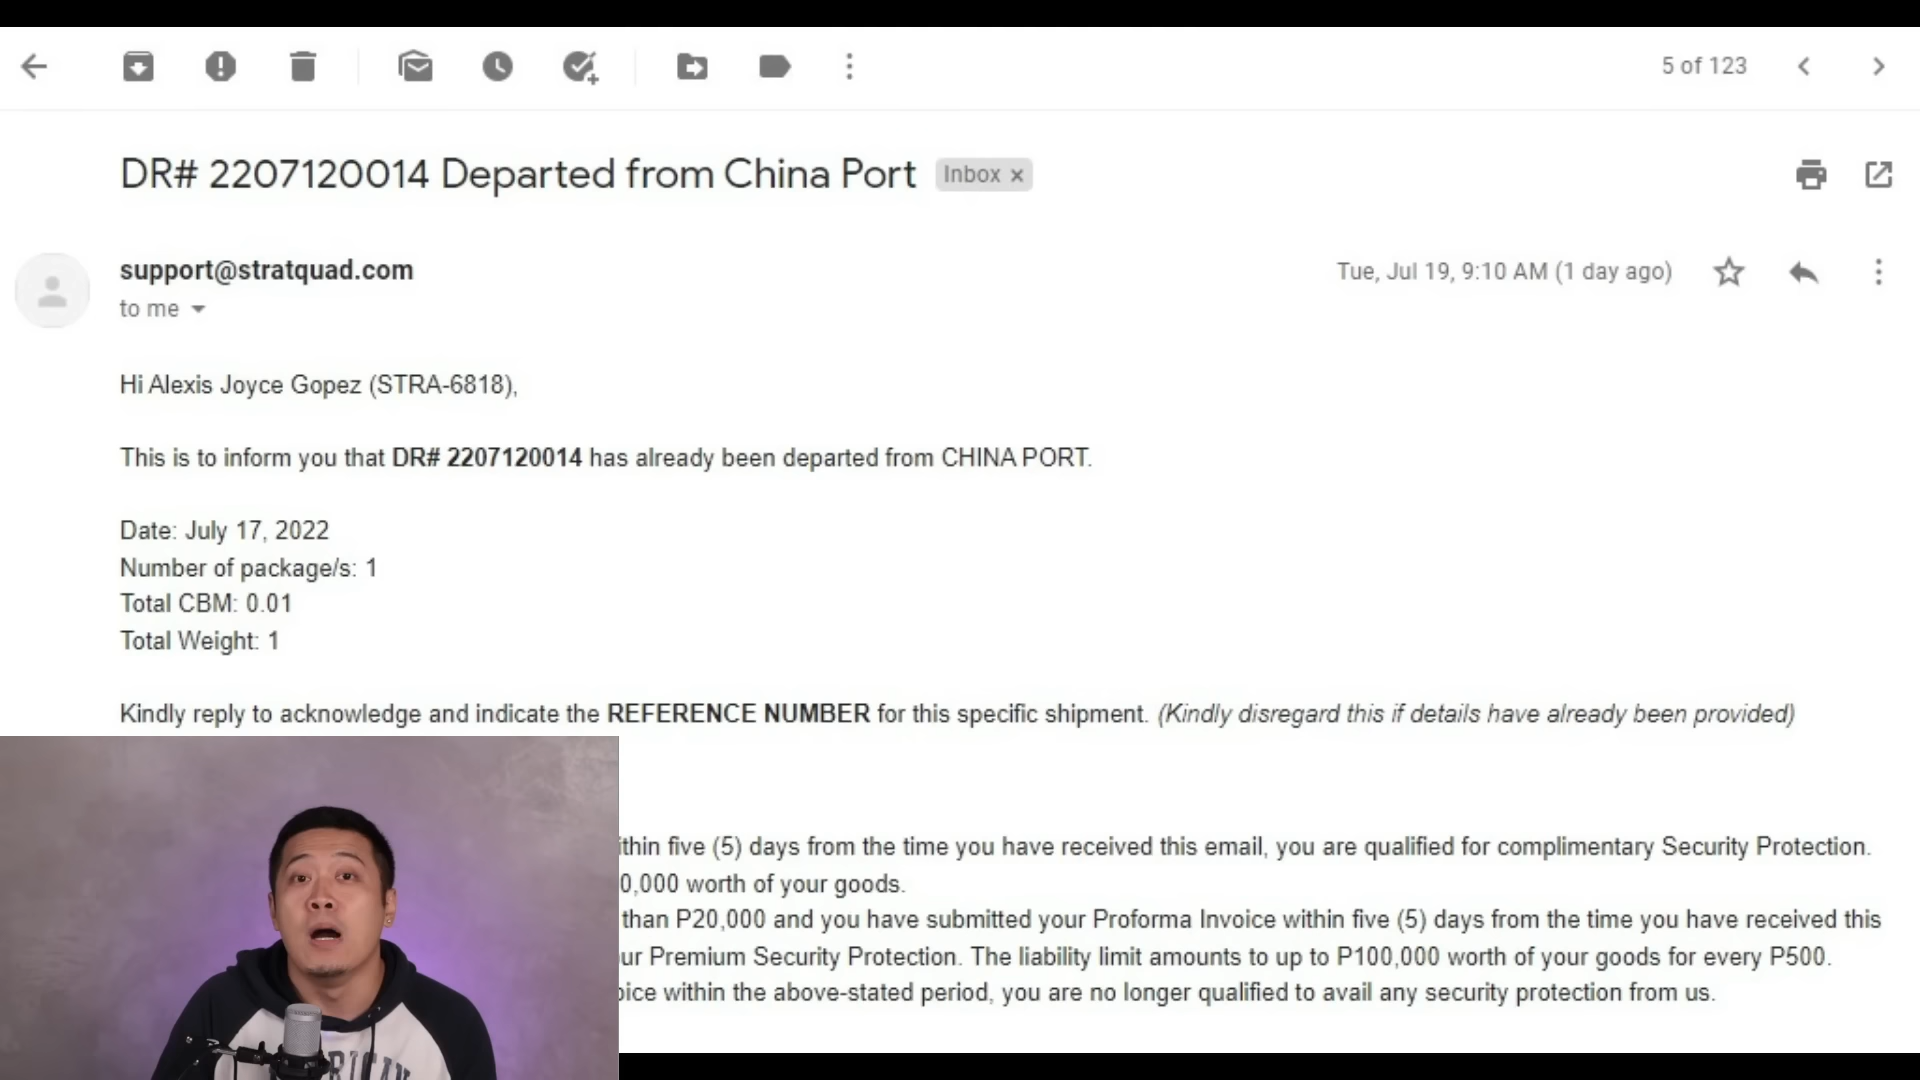 5 of 123
DR# 2207120014 Departed from China Port Inbox ×
support@stratquad.com
Tue, Jul 19, 9:10 AM (1 day ago)
to me
Hi Alexis Joyce Gopez (STRA-6818),
This is to inform you that DR# 2207120014 has already been departed from CHINA PORT.
Date: July 17, 2022
Number of package/s: 1
Total CBM: 0.01
Total Weight: 1
Kindly reply to acknowledge and indicate the REFERENCE NUMBER for this specific shipment. (Kindly disregard this if details have already been provided)
five (5) days from the time you have received this email, you are qualified for complimentary Security Protection.
0,000 worth of your goods.
than P20,000 and you have submitted your Proforma Invoice within five (5) days from the time you have received this
Premium Security Protection. The liability limit amounts to up to P100,000 worth of your goods for every P500.
within the above-stated period, you are no longer qualified to avail any security protection from us.